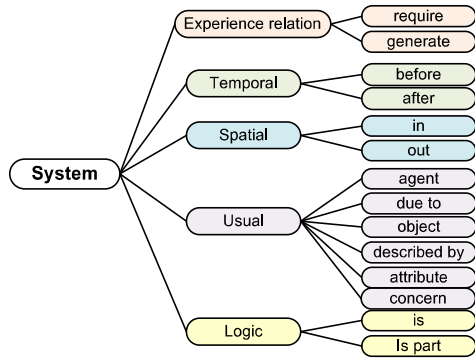 System
Experience relation
require
generate
Temporal
before
after
Spatial
in
out
Usual
agent
due to
object
described by
attribute
concern
Logic
is
Is part